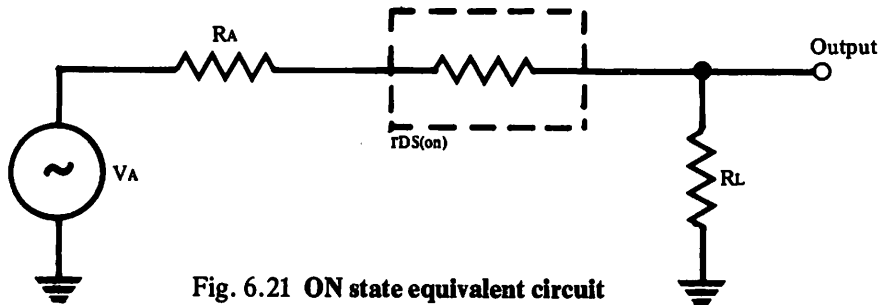 RA
Output
rDS(on)
VA
RL
Fig. 6.21 ON state equivalent circuit